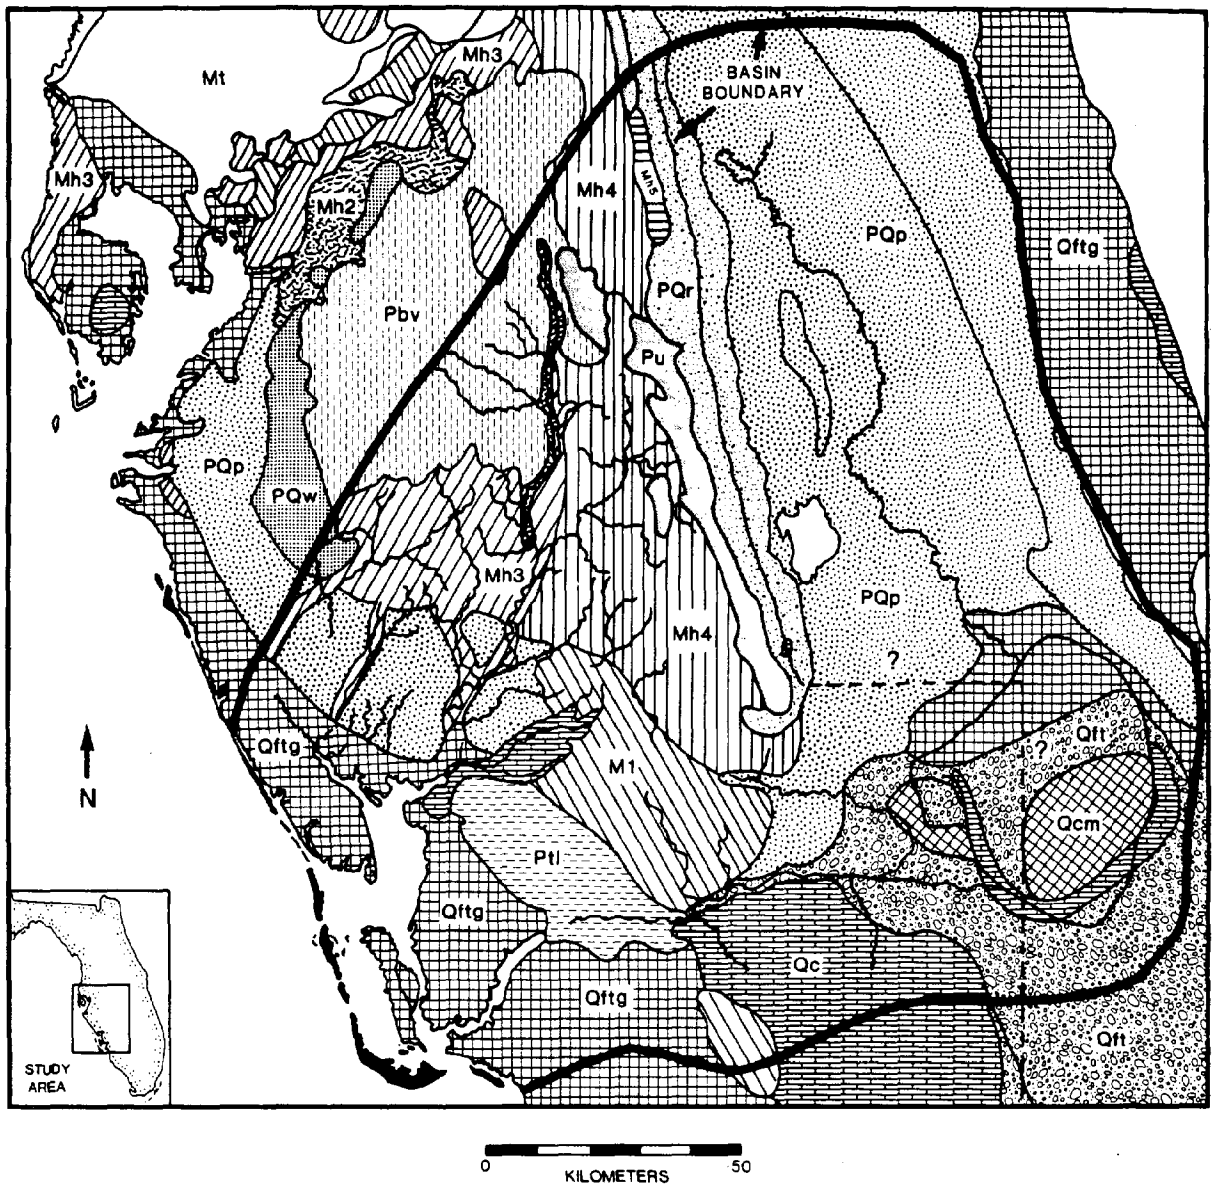 Mt
Mh3
BASIN
BOUNDARY
Mh3
Mh2
Mh4
Mh5
PQp
Qftg
PQr
Pbv
Pu
PQp
PQw
Mh3
PQp
Mh4
?
Qftg
M1
Qft
?
N
Qcm
Ptl
Qftg
Qc
Qftg
Qft
STUDY
AREA
0
50
KILOMETERS